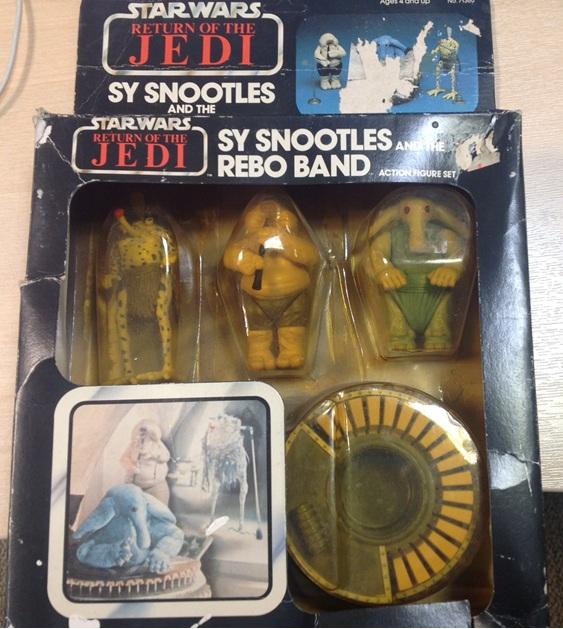 Ages 4 and up
STAR WARS
RETURN OF THE
JEDI
SY SNOOTLES
AND THE
STAR WARS
RETURN OF THE
JEDI
SY SNOOTLES AND THE
REBO BAND
ACTION FIGURE SET